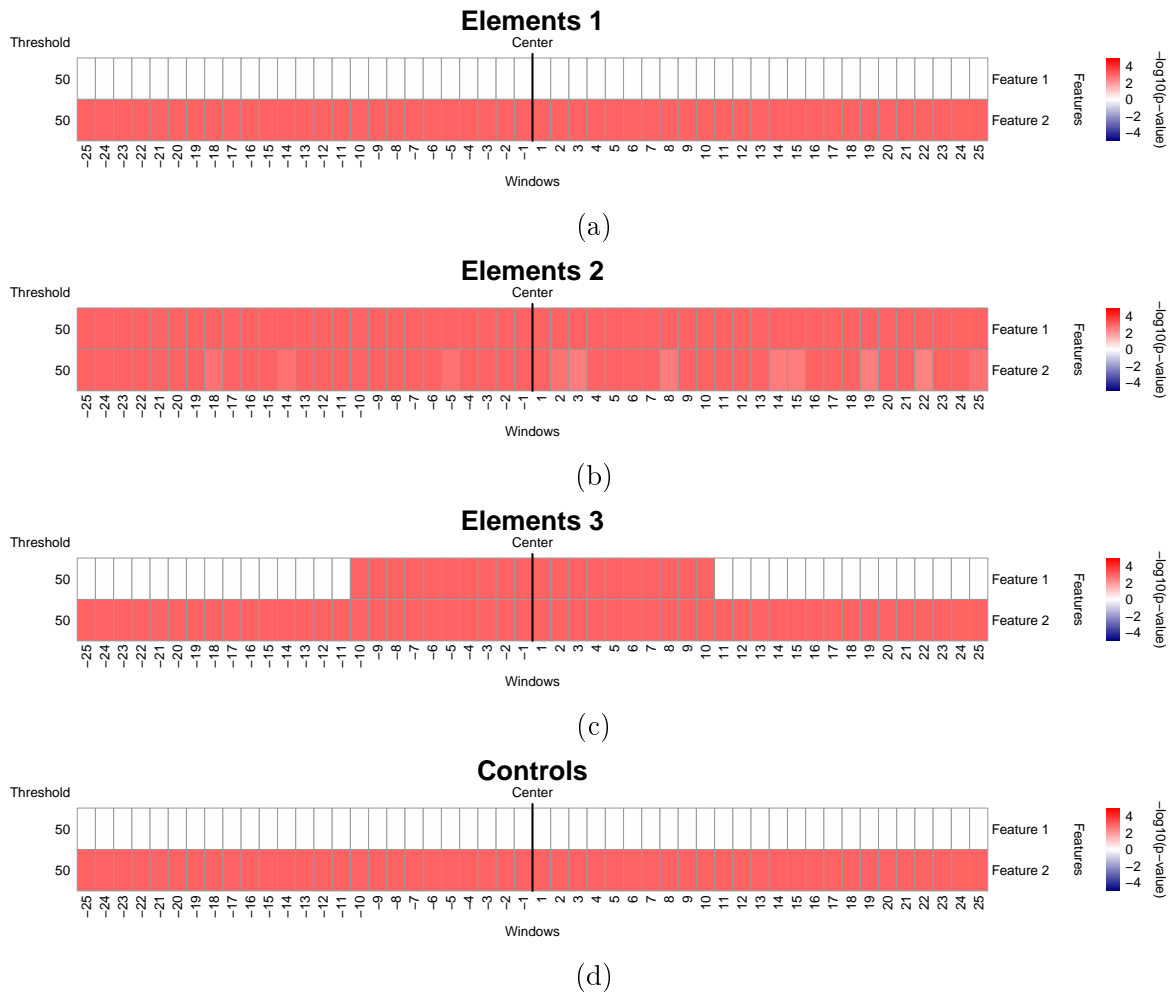 Elements 1
Threshold
Center
50
Feature 1
50
Feature 2
−25 −24 −23 −22 −21 −20 −19 −18 −17 −16 −15 −14 −13 −12 −11 −10 −9 −8 −7 −6 −5 −4 −3 −2 −1 1 2 3 4 5 6 7 8 9 10 11 12 13 14 15 16 17 18 19 20 21 22 23 24 25
Windows
Features
4
2
0
−2
−4
−log10(p−value)
(a)
Elements 2
Threshold
Center
50
Feature 1
50
Feature 2
−25 −24 −23 −22 −21 −20 −19 −18 −17 −16 −15 −14 −13 −12 −11 −10 −9 −8 −7 −6 −5 −4 −3 −2 −1 1 2 3 4 5 6 7 8 9 10 11 12 13 14 15 16 17 18 19 20 21 22 23 24 25
Windows
Features
4
2
0
−2
−4
−log10(p−value)
(b)
Elements 3
Threshold
Center
50
Feature 1
50
Feature 2
−25 −24 −23 −22 −21 −20 −19 −18 −17 −16 −15 −14 −13 −12 −11 −10 −9 −8 −7 −6 −5 −4 −3 −2 −1 1 2 3 4 5 6 7 8 9 10 11 12 13 14 15 16 17 18 19 20 21 22 23 24 25
Windows
Features
4
2
0
−2
−4
−log10(p−value)
(c)
Controls
Threshold
Center
50
Feature 1
50
Feature 2
−25 −24 −23 −22 −21 −20 −19 −18 −17 −16 −15 −14 −13 −12 −11 −10 −9 −8 −7 −6 −5 −4 −3 −2 −1 1 2 3 4 5 6 7 8 9 10 11 12 13 14 15 16 17 18 19 20 21 22 23 24 25
Windows
Features
4
2
0
−2
−4
−log10(p−value)
(d)